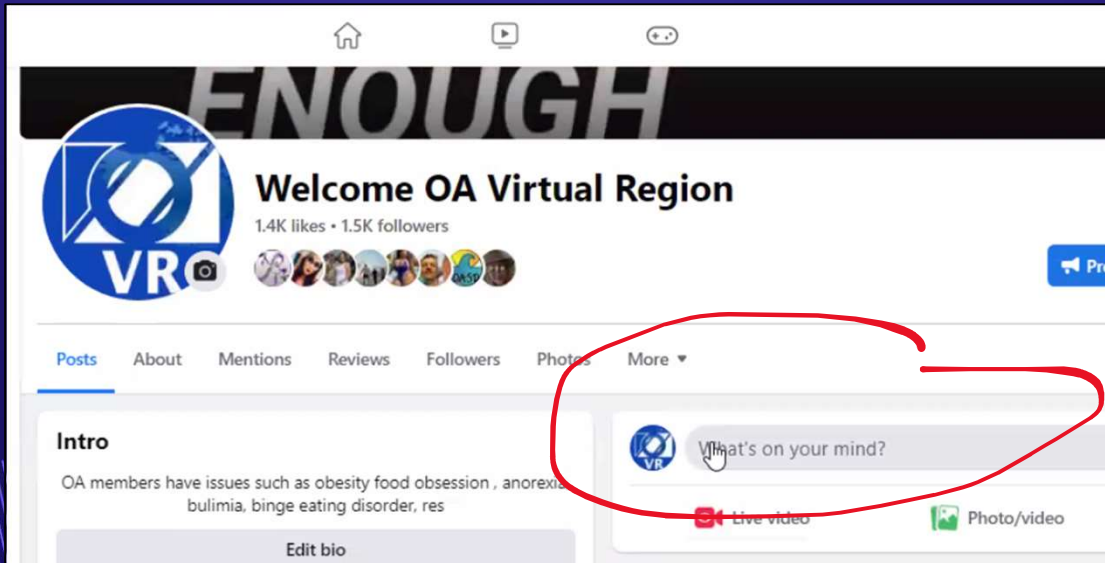 ENOUGH
VR
Welcome OA Virtual Region
1.4K likes • 1.5K followers
OASD
Posts About Mentions Reviews Followers Photos More
Intro
OA members have issues such as obesity food obsession , anorexia
bulimia, binge eating disorder, res
Edit bio
VR
What's on your mind?
Live video Photo/video